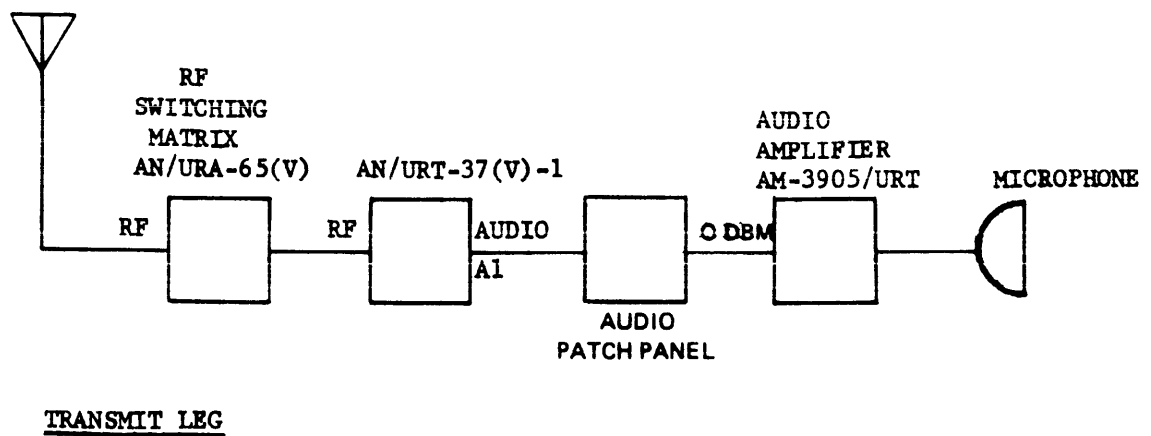 RF
SWITCHING
MATRIX
AN/URA-65(V)
AN/URT-37(V)-1
AUDIO
AMPLIFIER
AM-3905/URT
MICROPHONE
RF
RF
AUDIO
A1
O DBM
AUDIO
PATCH PANEL
TRANSMIT LEG